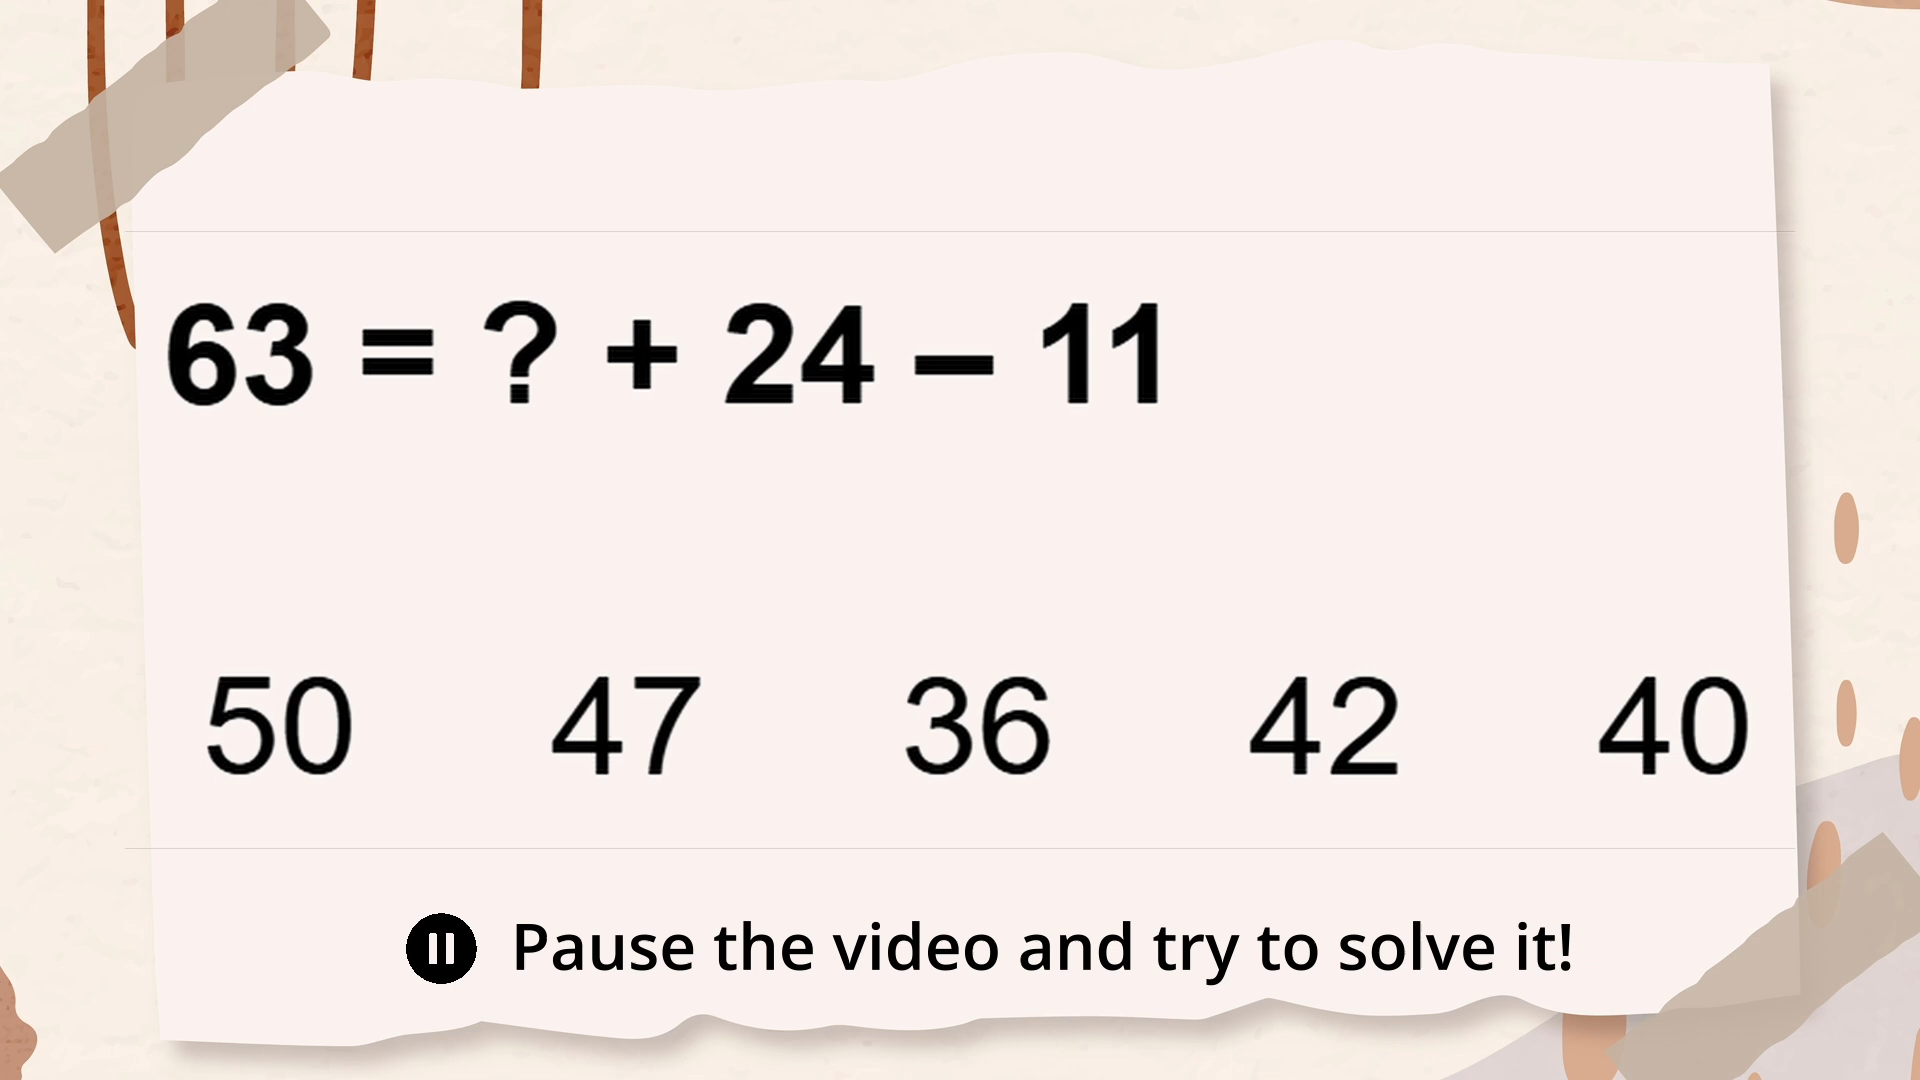 63 = ? + 24 – 11
50 47 36 42 40
Pause the video and try to solve it!